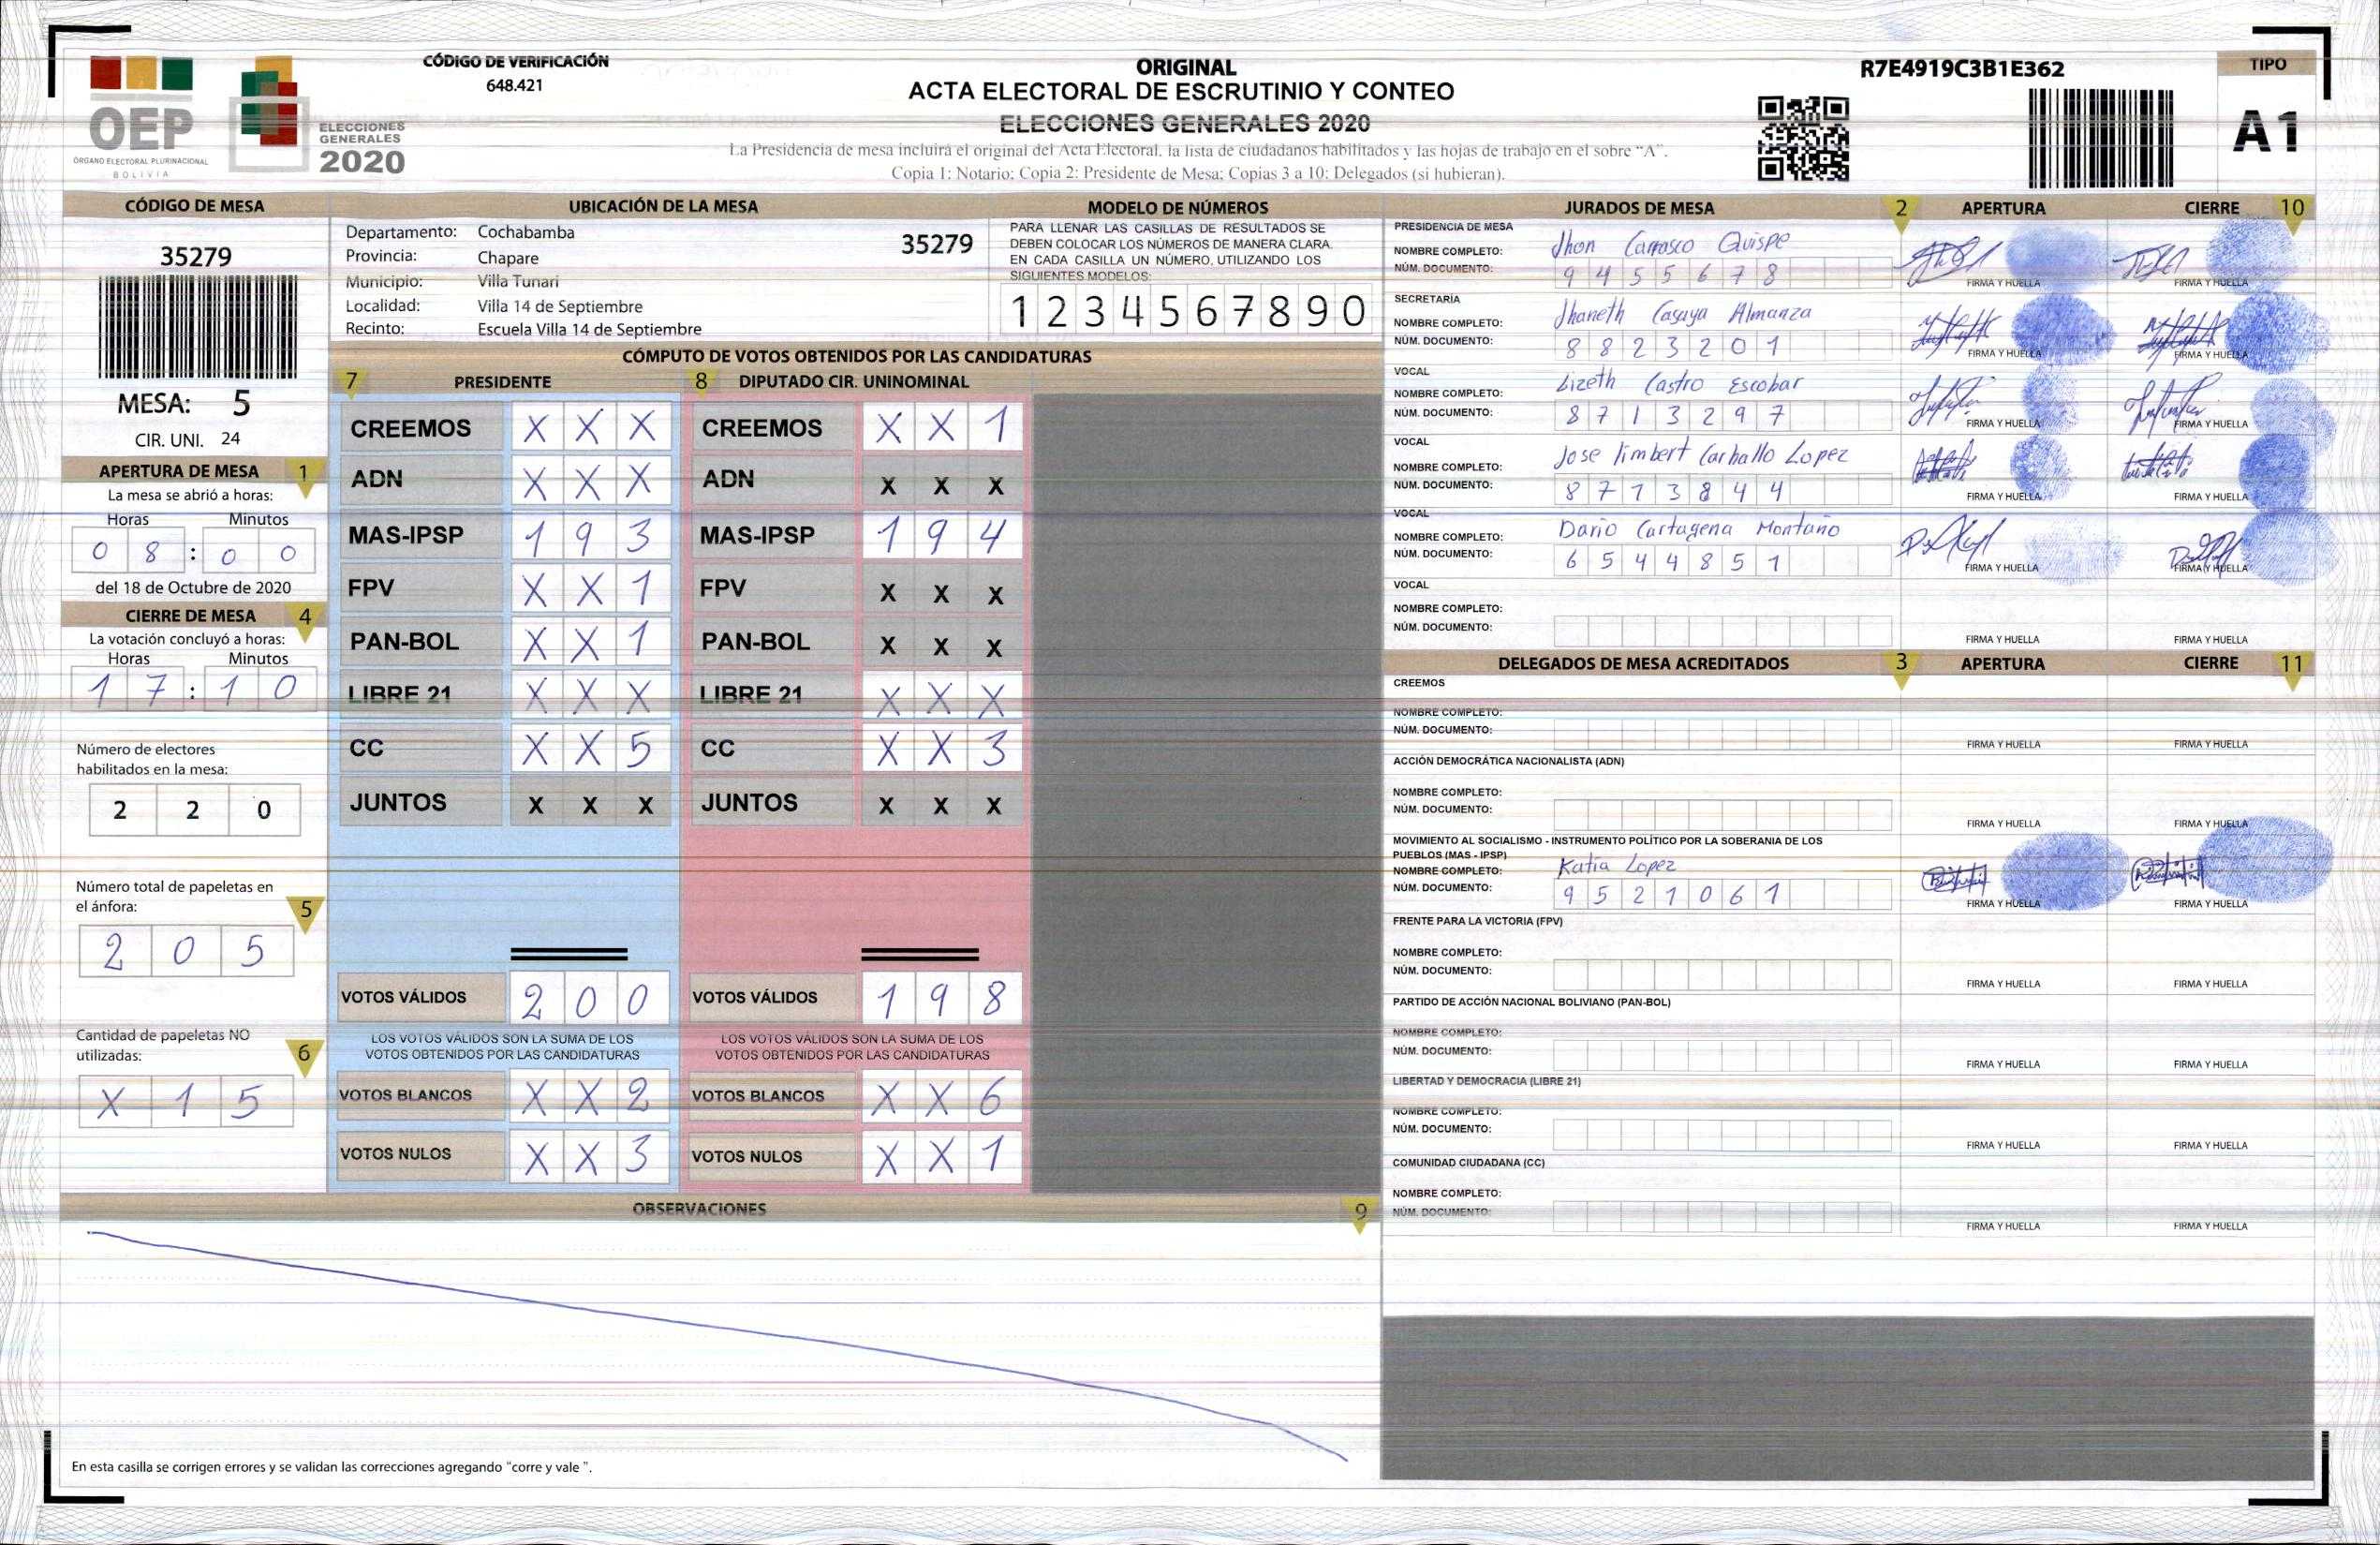 CÓDIGO DE VERIFICACIÓN
648.421
OEP
ÓRGANO ELECTORAL PLURINACIONAL
BOLIVIA
ELECCIONES
GENERALES
2020
ORIGINAL
ACTA ELECTORAL DE ESCRUTINIO Y CONTEO
ELECCIONES GENERALES 2020
La Presidencia de mesa incluirá el original del Acta Electoral, la lista de ciudadanos habilitados y las hojas de trabajo en el sobre “A”.
Copia 1: Notario; Copia 2: Presidente de Mesa; Copias 3 a 10: Delegados (si hubieran).
R7E4919C3B1E362
TIPO
A1
CÓDIGO DE MESA
35279
MESA: 5
CIR. UNI. 24
APERTURA DE MESA 1
La mesa se abrió a horas:
Horas Minutos
0 8 : 0 0
del 18 de Octubre de 2020
CIERRE DE MESA 4
La votación concluyó a horas:
Horas Minutos
1 7 : 1 0
Número de electores
habilitados en la mesa:
2 2 0
Número total de papeletas en
el ánfora: 5
2 0 5
Cantidad de papeletas NO
utilizadas: 6
X 1 5
UBICACIÓN DE LA MESA
Departamento: Cochabamba
35279
Provincia: Chapare
Municipio: Villa Tunari
Localidad: Villa 14 de Septiembre
Recinto: Escuela Villa 14 de Septiembre
MODELO DE NÚMEROS
PARA LLENAR LAS CASILLAS DE RESULTADOS SE
DEBEN COLOCAR LOS NÚMEROS DE MANERA CLARA.
EN CADA CASILLA UN NÚMERO, UTILIZANDO LOS
SIGUIENTES MODELOS:
1 2 3 4 5 6 7 8 9 0
CÓMPUTO DE VOTOS OBTENIDOS POR LAS CANDIDATURAS
7 PRESIDENTE 8 DIPUTADO CIR. UNINOMINAL
CREEMOS X X X CREEMOS X X 1
ADN X X X ADN X X X
MAS-IPSP 1 9 3 MAS-IPSP 1 9 4
FPV X X 1 FPV X X X
PAN-BOL X X 1 PAN-BOL X X X
LIBRE 21 X X X LIBRE 21 X X X
CC X X 5 CC X X 3
JUNTOS X X X JUNTOS X X X
VOTOS VÁLIDOS 2 0 0 VOTOS VÁLIDOS 1 9 8
LOS VOTOS VÁLIDOS SON LA SUMA DE LOS LOS VOTOS VÁLIDOS SON LA SUMA DE LOS
VOTOS OBTENIDOS POR LAS CANDIDATURAS VOTOS OBTENIDOS POR LAS CANDIDATURAS
VOTOS BLANCOS X X 2 VOTOS BLANCOS X X 6
VOTOS NULOS X X 3 VOTOS NULOS X X 1
OBSERVACIONES 9
En esta casilla se corrigen errores y se validan las correcciones agregando “corre y vale ”.
JURADOS DE MESA 2 APERTURA CIERRE 10
PRESIDENCIA DE MESA
NOMBRE COMPLETO: Jhon Carrasco Quispe
NÚM. DOCUMENTO: 9 4 5 5 6 7 8
FIRMA Y HUELLA FIRMA Y HUELLA
SECRETARIA
NOMBRE COMPLETO: Jhaneth Casaya Almanza
NÚM. DOCUMENTO: 8 8 2 3 2 0 1
FIRMA Y HUELLA FIRMA Y HUELLA
VOCAL
NOMBRE COMPLETO: Lizeth Castro Escobar
NÚM. DOCUMENTO: 8 7 1 3 2 9 7
FIRMA Y HUELLA FIRMA Y HUELLA
VOCAL
NOMBRE COMPLETO: Jose Limbert Carballo Lopez
NÚM. DOCUMENTO: 8 7 1 3 8 4 4
FIRMA Y HUELLA FIRMA Y HUELLA
VOCAL
NOMBRE COMPLETO: Dario Cartagena Montaño
NÚM. DOCUMENTO: 6 5 4 4 8 5 1
FIRMA Y HUELLA FIRMA Y HUELLA
VOCAL
NOMBRE COMPLETO:
NÚM. DOCUMENTO:
FIRMA Y HUELLA FIRMA Y HUELLA
DELEGADOS DE MESA ACREDITADOS 3 APERTURA CIERRE 11
CREEMOS
NOMBRE COMPLETO:
NÚM. DOCUMENTO:
FIRMA Y HUELLA FIRMA Y HUELLA
ACCIÓN DEMOCRÁTICA NACIONALISTA (ADN)
NOMBRE COMPLETO:
NÚM. DOCUMENTO:
FIRMA Y HUELLA FIRMA Y HUELLA
MOVIMIENTO AL SOCIALISMO - INSTRUMENTO POLÍTICO POR LA SOBERANIA DE LOS
PUEBLOS (MAS - IPSP)
NOMBRE COMPLETO: Katia Lopez
NÚM. DOCUMENTO: 9 5 2 1 0 6 1
FIRMA Y HUELLA FIRMA Y HUELLA
FRENTE PARA LA VICTORIA (FPV)
NOMBRE COMPLETO:
NÚM. DOCUMENTO:
FIRMA Y HUELLA FIRMA Y HUELLA
PARTIDO DE ACCIÓN NACIONAL BOLIVIANO (PAN-BOL)
NOMBRE COMPLETO:
NÚM. DOCUMENTO:
FIRMA Y HUELLA FIRMA Y HUELLA
LIBERTAD Y DEMOCRACIA (LIBRE 21)
NOMBRE COMPLETO:
NÚM. DOCUMENTO:
FIRMA Y HUELLA FIRMA Y HUELLA
COMUNIDAD CIUDADANA (CC)
NOMBRE COMPLETO:
NÚM. DOCUMENTO:
FIRMA Y HUELLA FIRMA Y HUELLA